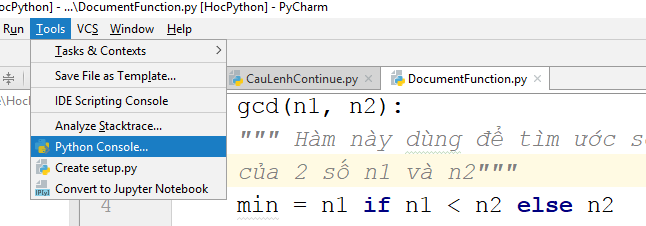 HocPython] - ...\DocumentFunction.py [HocPython] - PyCharm
Run Tools VCS Window Help
Tasks & Contexts
Save File as Template...
IDE Scripting Console
Analyze Stacktrace...
Python Console...
Create setup.py
Convert to Jupyter Notebook
CauLenhContinue.py DocumentFunction.py
gcd(n1, n2):
""" Hàm này dùng để tìm ước s
của 2 số n1 và n2"""
4 min = n1 if n1 < n2 else n2